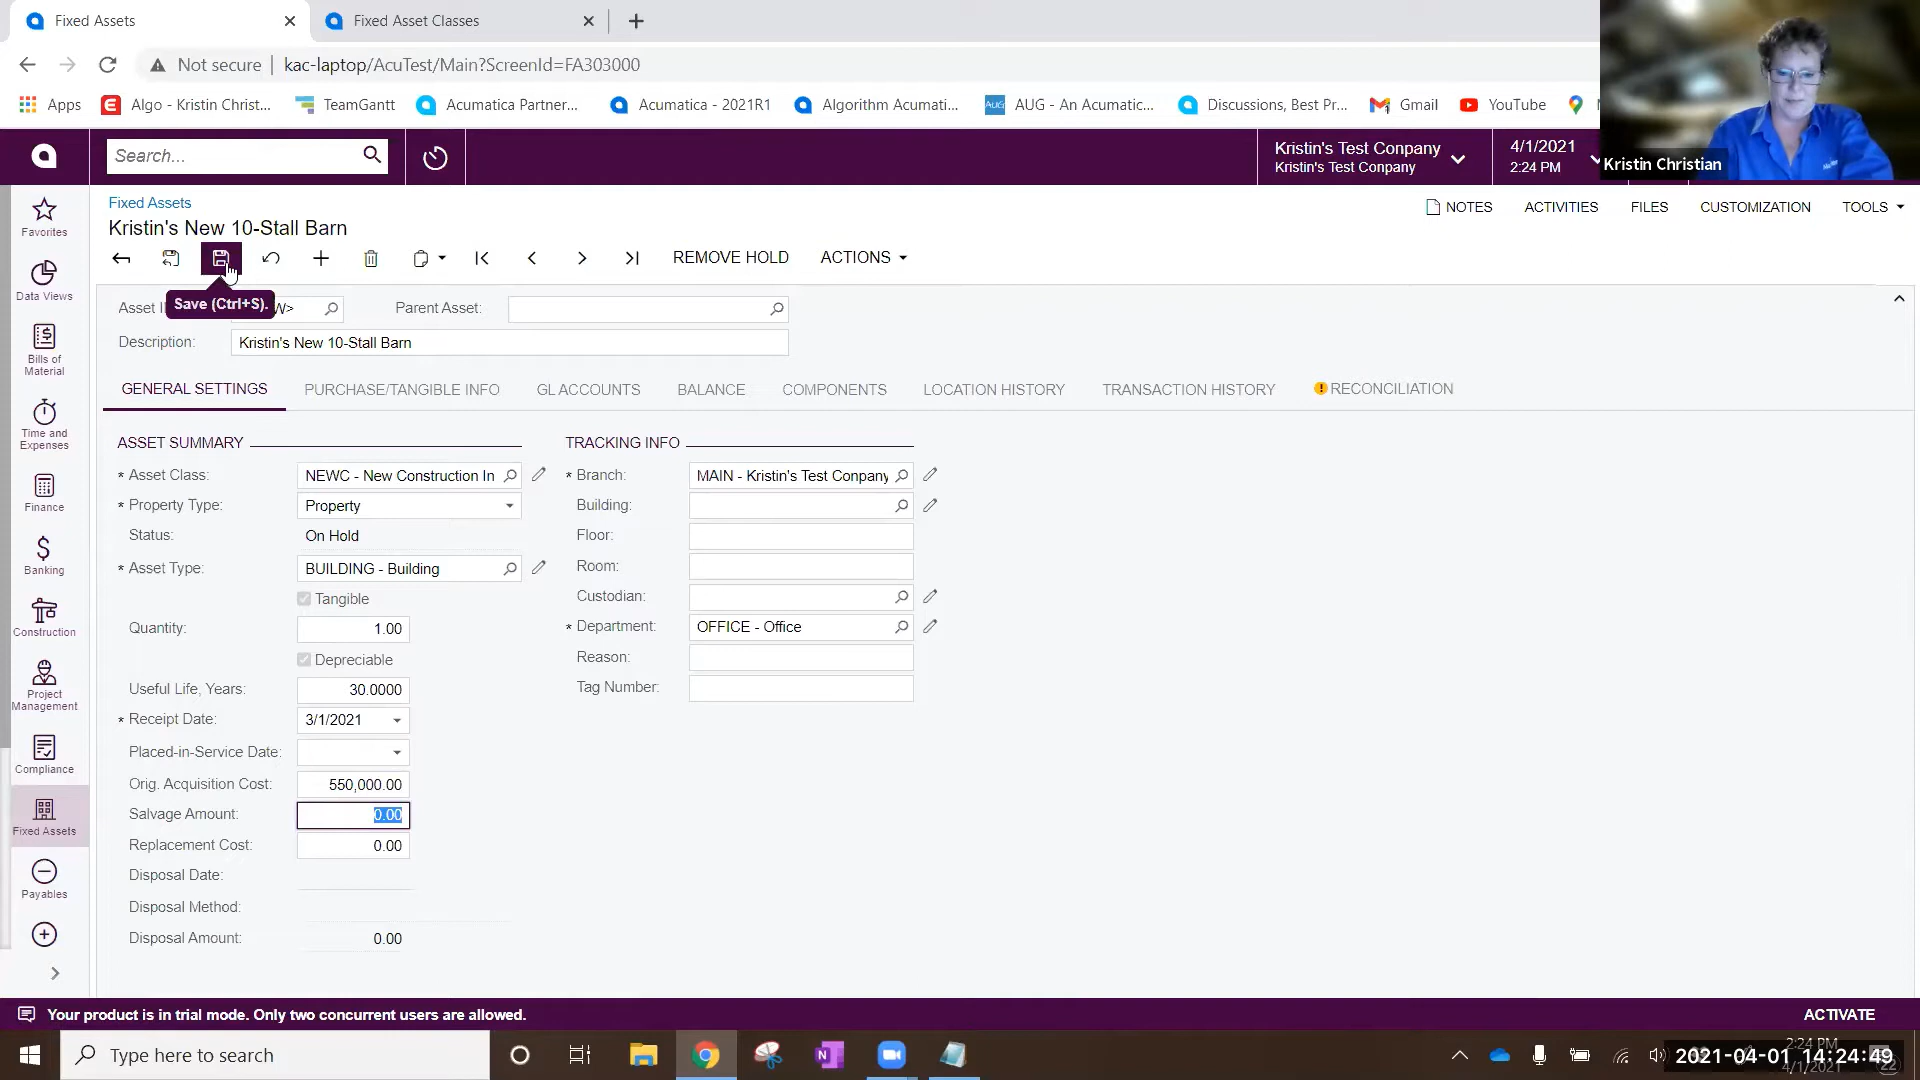 Fixed Assets
Fixed Asset Classes
Not secure
kac-laptop/AcuTest/Main?ScreenId=FA303000
Apps
Algo - Kristin Christ...
TeamGantt
Acumatica Partner...
Acumatica - 2021R1
Algorithm Acumati...
AUG - An Acumatic...
Discussions, Best Pr...
Gmail
YouTube
Search...
Kristin's Test Conpany
Kristin's Test Conpany
4/1/2021
2:24 PM
Kristin Christian
Favorites
Data Views
Bills of
Material
Time and
Expenses
Finance
Banking
Construction
Project
Management
Compliance
Fixed Assets
Payables
Fixed Assets
Kristin's New 10-Stall Barn
NOTES
ACTIVITIES
FILES
CUSTOMIZATION
TOOLS
REMOVE HOLD
ACTIONS
Save (Ctrl+S).
Parent Asset:
Description:
Kristin's New 10-Stall Barn
GENERAL SETTINGS
PURCHASE/TANGIBLE INFO
GL ACCOUNTS
BALANCE
COMPONENTS
LOCATION HISTORY
TRANSACTION HISTORY
RECONCILIATION
ASSET SUMMARY
* Asset Class:
NEWC - New Construction In
* Property Type:
Property
Status:
On Hold
* Asset Type:
BUILDING - Building
Tangible
Quantity:
1.00
Depreciable
Useful Life, Years:
30.0000
* Receipt Date:
3/1/2021
Placed-in-Service Date:
Orig. Acquisition Cost:
550,000.00
Salvage Amount:
0.00
Replacement Cost:
0.00
Disposal Date:
Disposal Method:
Disposal Amount:
0.00
TRACKING INFO
* Branch:
MAIN - Kristin's Test Conpany
Building:
Floor:
Room:
Custodian:
* Department:
OFFICE - Office
Reason:
Tag Number:
Your product is in trial mode. Only two concurrent users are allowed.
ACTIVATE
Type here to search
2:24 PM
4/1/2021
2021-04-01 14:24:49